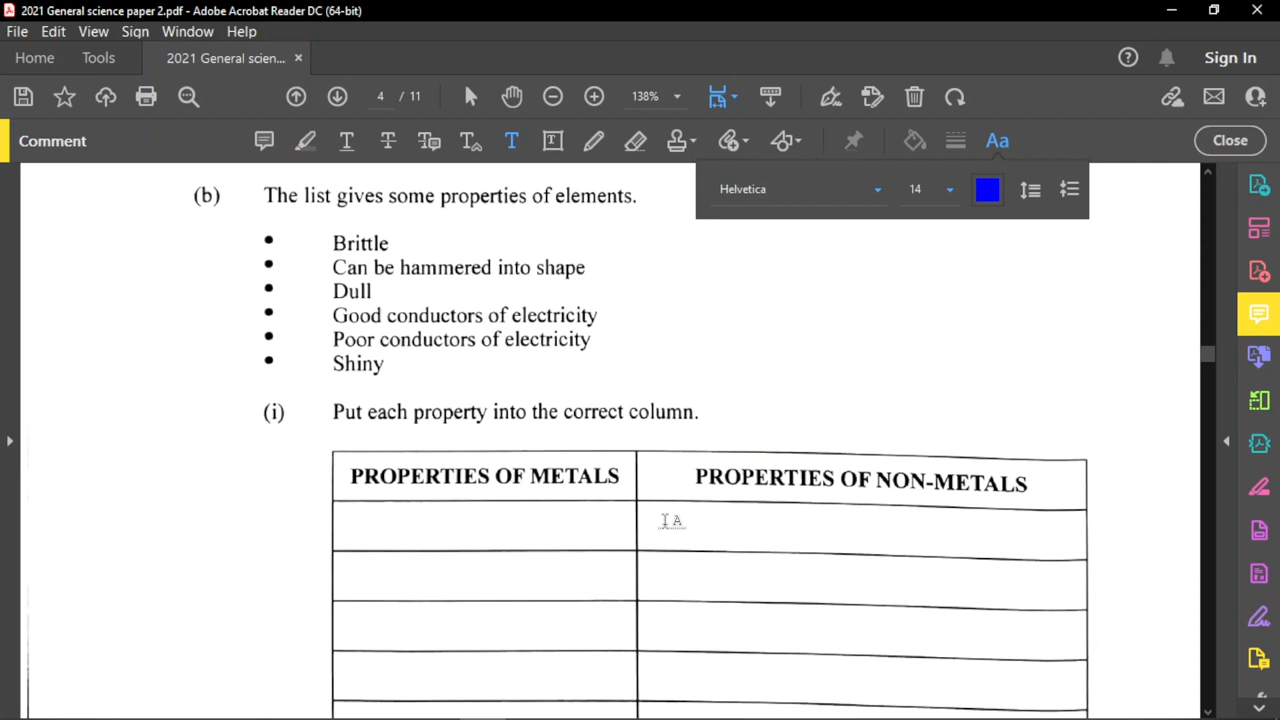 2021 General science paper 2.pdf - Adobe Acrobat Reader DC (64-bit)
File Edit View Sign Window Help
Home Tools 2021 General scien... × Sign In
4 / 11 138%
Comment Close
Helvetica 14
(b) The list gives some properties of elements.
• Brittle
• Can be hammered into shape
• Dull
• Good conductors of electricity
• Poor conductors of electricity
• Shiny
(i) Put each property into the correct column.
PROPERTIES OF METALS PROPERTIES OF NON-METALS